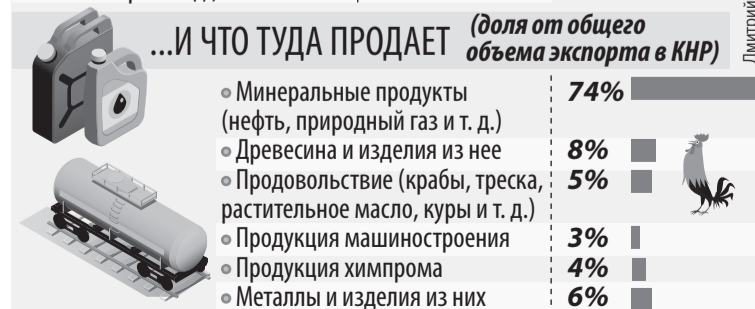 ...И ЧТО ТУДА ПРОДАЕТ (доля от общего
объема экспорта в КНР)
• Минеральные продукты 74%
(нефть, природный газ и т. д.)
• Древесина и изделия из нее 8%
• Продовольствие (крабы, треска, 5%
растительное масло, куры и т. д.)
• Продукция машиностроения 3%
• Продукция химпрома 4%
• Металлы и изделия из них 6%
Дмитрий